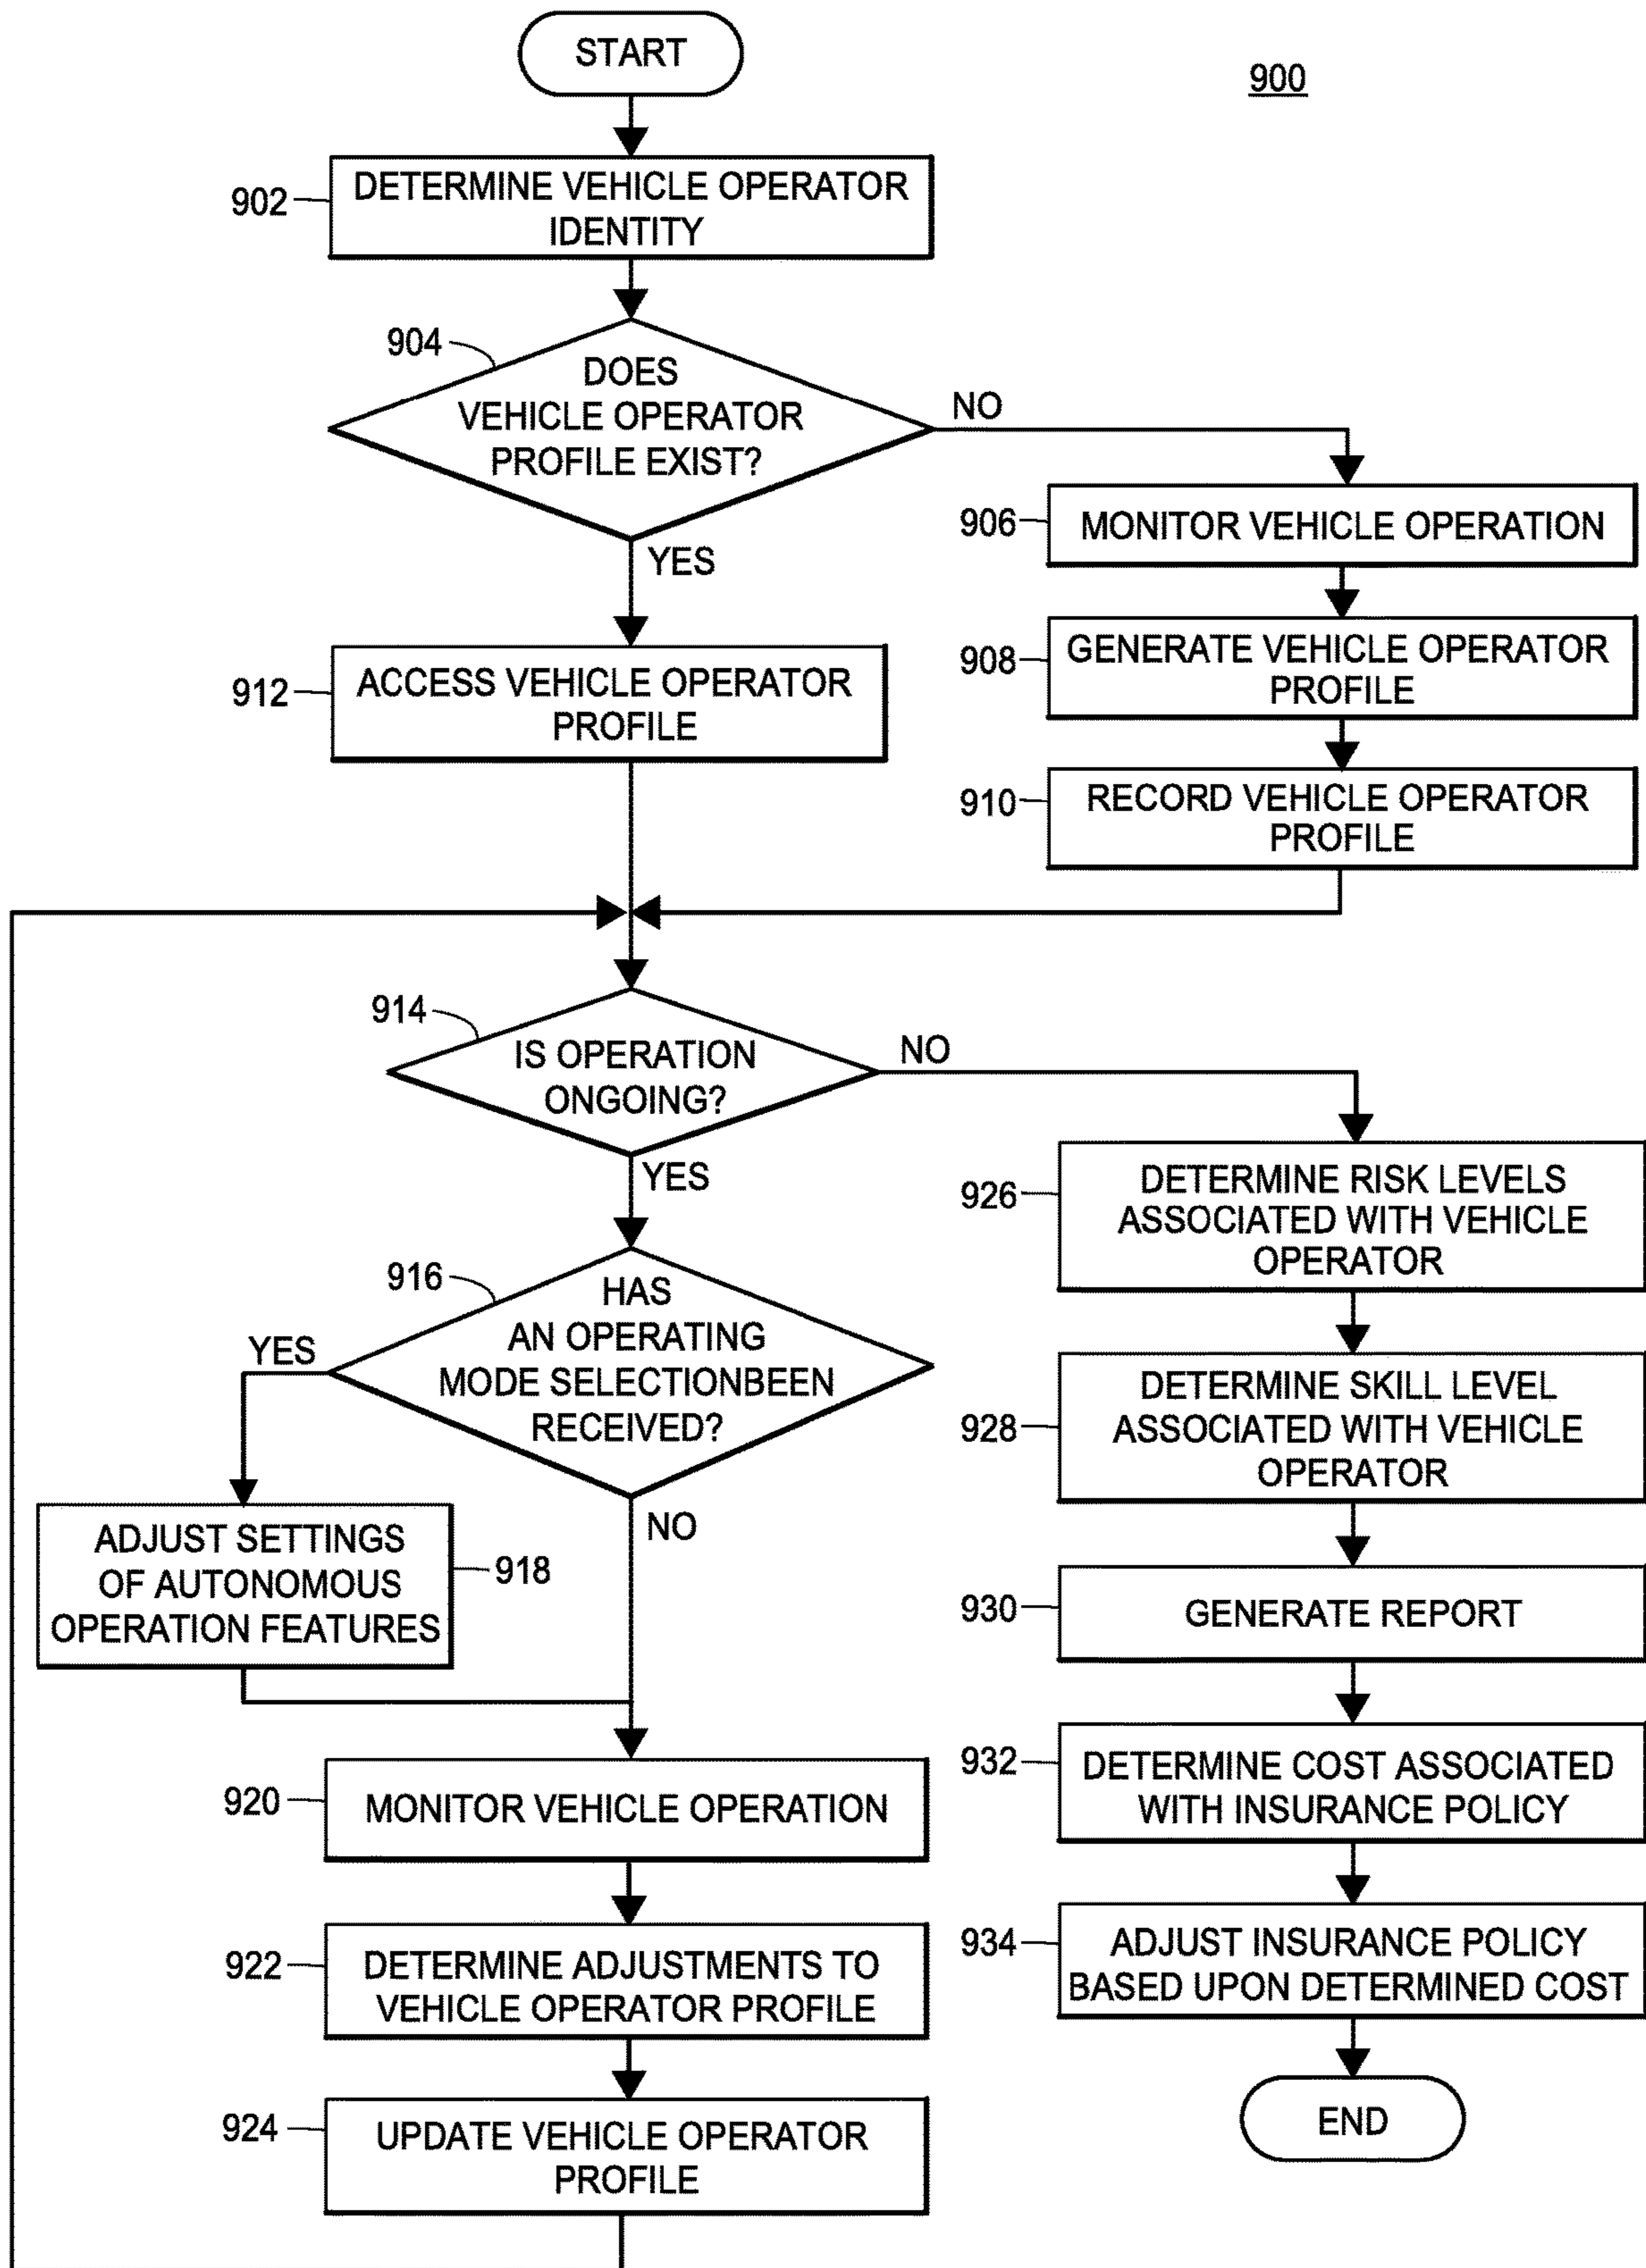 START
900
902
DETERMINE VEHICLE OPERATOR
IDENTITY
904
DOES
VEHICLE OPERATOR
PROFILE EXIST?
NO
YES
906
MONITOR VEHICLE OPERATION
908
GENERATE VEHICLE OPERATOR
PROFILE
910
RECORD VEHICLE OPERATOR
PROFILE
912
ACCESS VEHICLE OPERATOR
PROFILE
914
IS OPERATION
ONGOING?
NO
YES
916
HAS
AN OPERATING
MODE SELECTIONBEEN
RECEIVED?
YES
NO
ADJUST SETTINGS
OF AUTONOMOUS
OPERATION FEATURES
918
920
MONITOR VEHICLE OPERATION
922
DETERMINE ADJUSTMENTS TO
VEHICLE OPERATOR PROFILE
924
UPDATE VEHICLE OPERATOR
PROFILE
926
DETERMINE RISK LEVELS
ASSOCIATED WITH VEHICLE
OPERATOR
928
DETERMINE SKILL LEVEL
ASSOCIATED WITH VEHICLE
OPERATOR
930
GENERATE REPORT
932
DETERMINE COST ASSOCIATED
WITH INSURANCE POLICY
934
ADJUST INSURANCE POLICY
BASED UPON DETERMINED COST
END